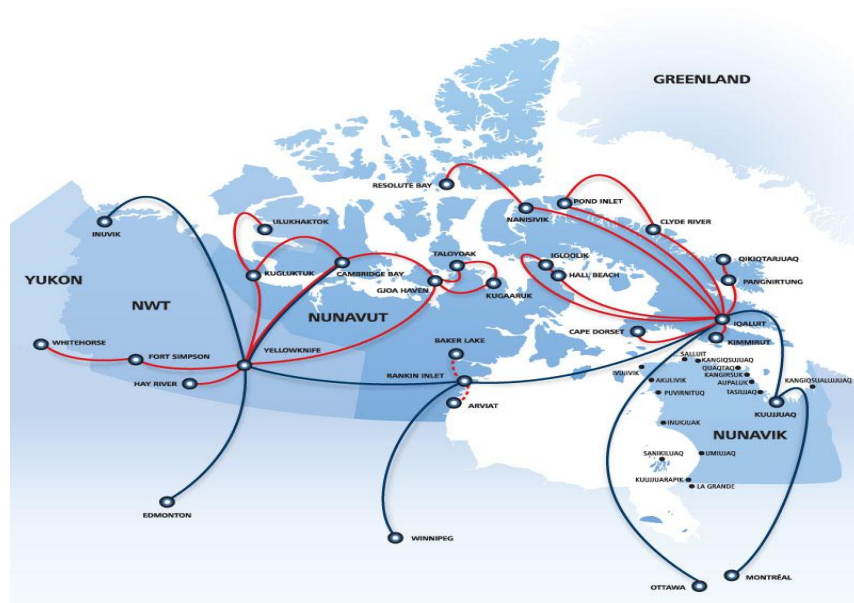 GREENLAND
RESOLUTE BAY
POND INLET
NANISIVIK
CLYDE RIVER
ULUKHAKTOK
INUVIK
TALOYOAK
IGLOOLIK
QIKIQTARJUAQ
YUKON
KUGLUKTUK
CAMBRIDGE BAY
HALL BEACH
PANGNIRTUNG
GJOA HAVEN
KUGAARUK
NWT
NUNAVUT
IQALUIT
CAPE DORSET
WHITEHORSE
BAKER LAKE
KIMMIRUT
FORT SIMPSON
YELLOWKNIFE
SALLUIT
KANGIQSUJUAQ
IVUJIVIK
QUAQTAQ
HAY RIVER
RANKIN INLET
KANGIRSUK
AKULIVIK
AUPALUK
KANGIQSUALUJJUAQ
PUVIRNITUQ
TASIUJAQ
ARVIAT
KUUJJUAQ
INUKJUAK
NUNAVIK
SANIKILUAQ
UMIUJAQ
KUUJJUARAPIK
LA GRANDE
EDMONTON
WINNIPEG
MONTRÉAL
OTTAWA